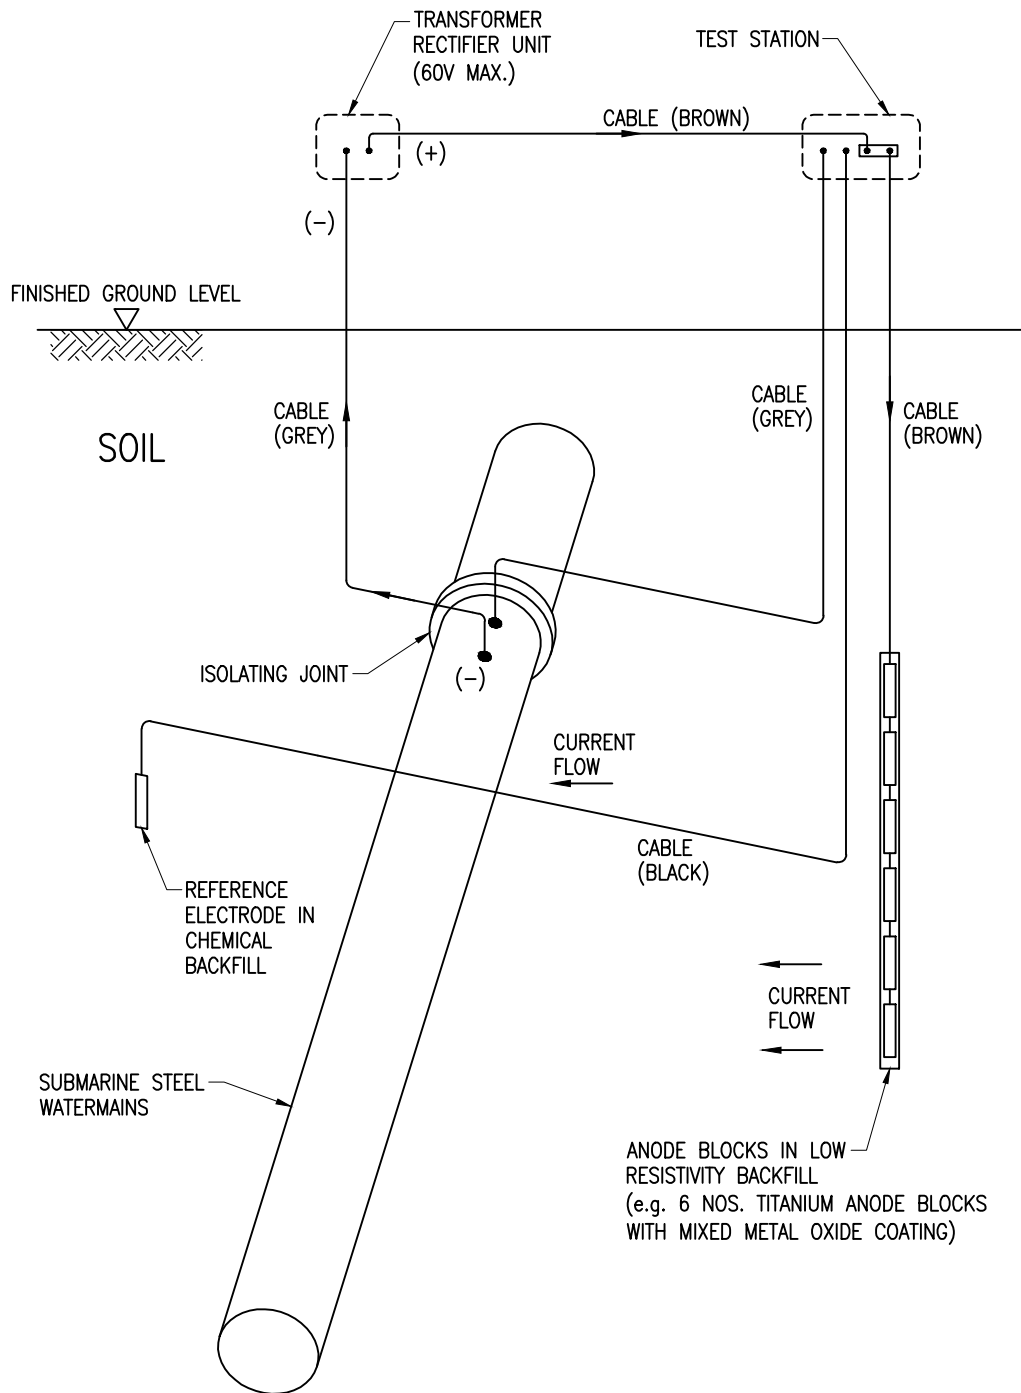 TRANSFORMER
RECTIFIER UNIT
(60V MAX.)
TEST STATION
CABLE (BROWN)
(+)
(-)
FINISHED GROUND LEVEL
CABLE
(GREY)
CABLE
(GREY)
CABLE
(BROWN)
SOIL
ISOLATING JOINT
(-)
CURRENT
FLOW
CABLE
(BLACK)
REFERENCE
ELECTRODE IN
CHEMICAL
BACKFILL
CURRENT
FLOW
SUBMARINE STEEL
WATERMAINS
ANODE BLOCKS IN LOW
RESISTIVITY BACKFILL
(e.g. 6 NOS. TITANIUM ANODE BLOCKS
WITH MIXED METAL OXIDE COATING)